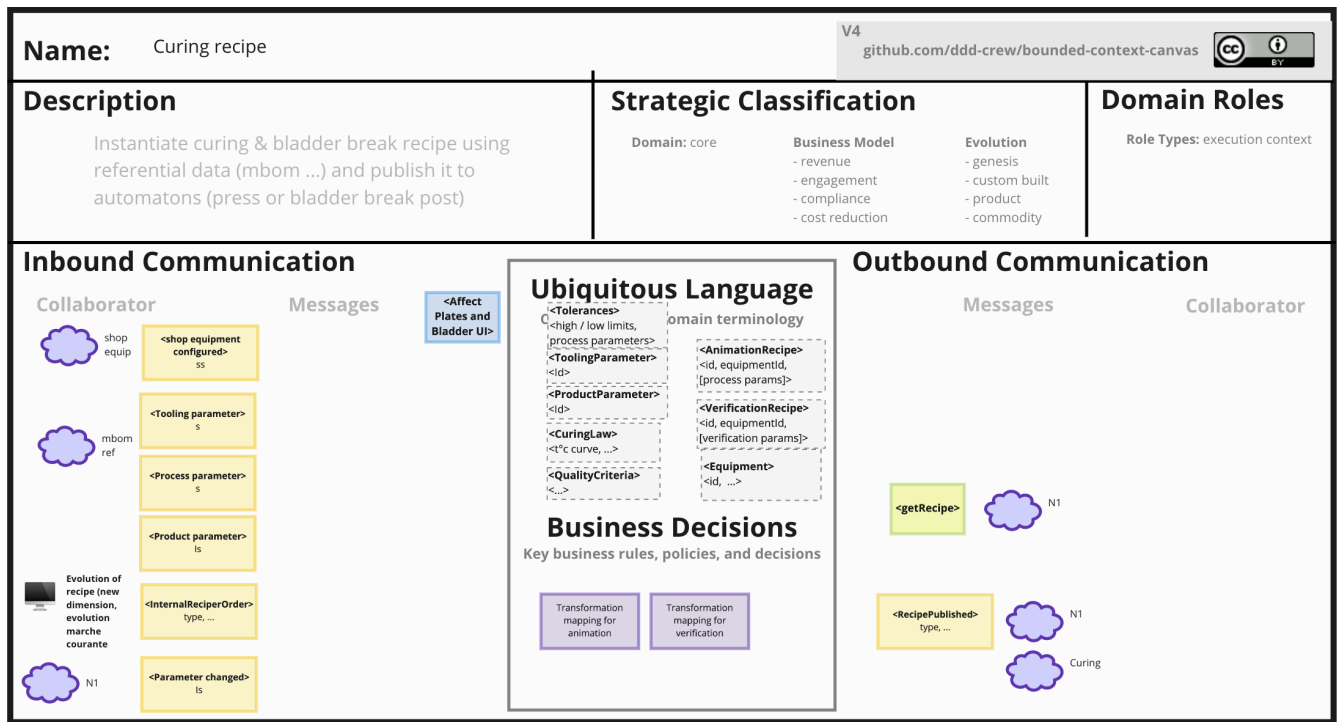 Name:
Curing recipe
V4
github.com/ddd-crew/bounded-context-canvas
cc
BY
Description
Instantiate curing & bladder break recipe using
referential data (mbom ...) and publish it to
automatons (press or bladder break post)
Strategic Classification
Domain: core
Business Model
- revenue
- engagement
- compliance
- cost reduction
Evolution
- genesis
- custom built
- product
- commodity
Domain Roles
Role Types: execution context
Inbound Communication
Collaborator
Messages
shop
equip
<shop equipment
configured>
ss
mbom
ref
<Tooling parameter>
s
<Process parameter>
s
<Product parameter>
ls
Evolution of
recipe (new
dimension,
evolution
marche
courante
<InternalReciperOrder>
type, ...
N1
<Parameter changed>
ls
<Affect
Plates and
Bladder UI>
Ubiquitous Language
omain terminology
<Tolerances>
<high / low limits,
process parameters>
<ToolingParameter>
<Id>
<ProductParameter>
<Id>
<CuringLaw>
<t°c curve, ...>
<QualityCriteria>
<...>
<AnimationRecipe>
<id, equipmentId,
[process params]>
<VerificationRecipe>
<id, equipmentId,
[verification params]>
<Equipment>
<id, ...>
Business Decisions
Key business rules, policies, and decisions
Transformation
mapping for
animation
Transformation
mapping for
verification
Outbound Communication
Messages
Collaborator
<getRecipe>
N1
<RecipePublished>
type, ...
N1
Curing